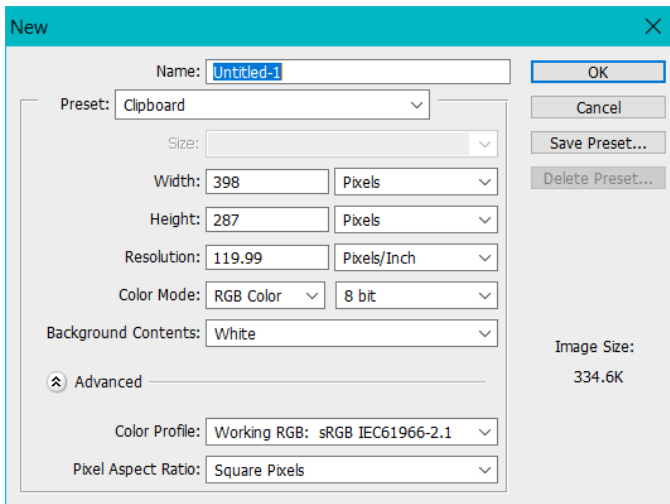 New
Name: Untitled-1
OK
Preset: Clipboard
Cancel
Size:
Save Preset...
Width: 398 Pixels
Delete Preset...
Height: 287 Pixels
Resolution: 119.99 Pixels/Inch
Color Mode: RGB Color 8 bit
Background Contents: White
Image Size:
334.6K
Advanced
Color Profile: Working RGB: sRGB IEC61966-2.1
Pixel Aspect Ratio: Square Pixels